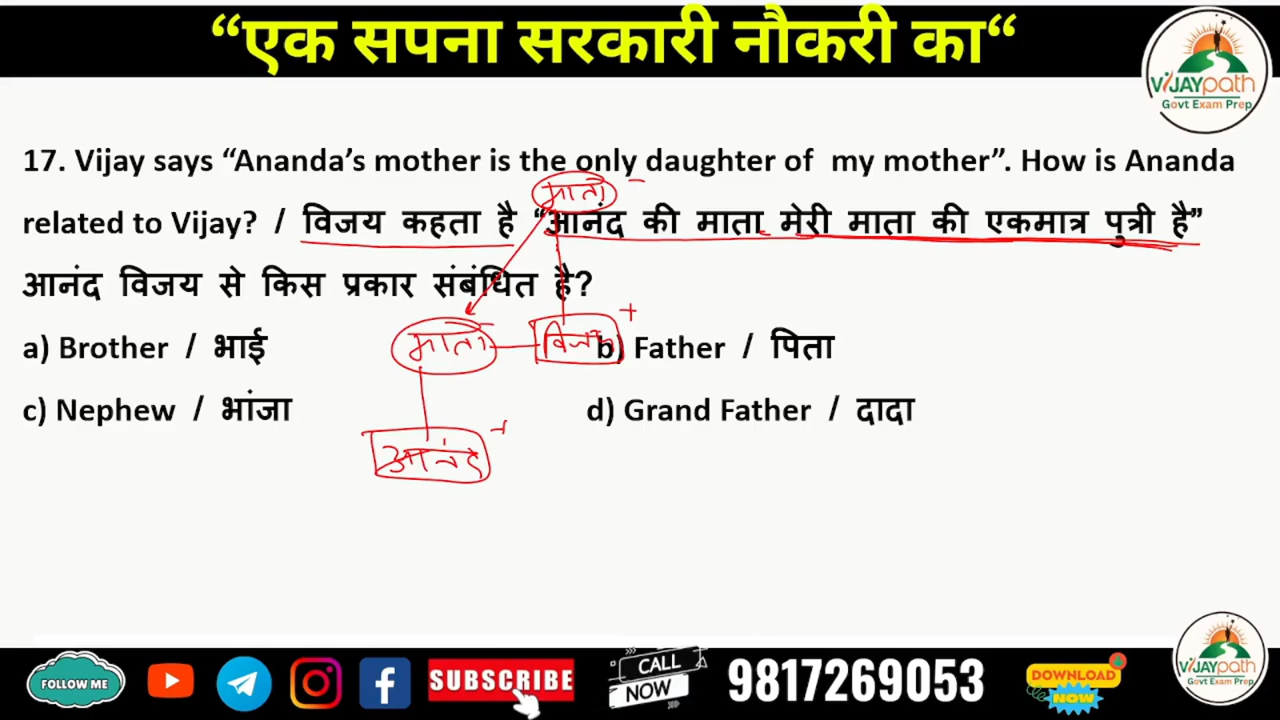 “एक सपना सरकारी नौकरी का“
VIJAYpath
Govt Exam Prep
17. Vijay says “Ananda’s mother is the only daughter of my mother”. How is Ananda
माता
related to Vijay? / विजय कहता है “आनंद की माता मेरी माता की एकमात्र पुत्री है”
आनंद विजय से किस प्रकार संबंधित है?
a) Brother / भाई
माता
विजय
b) Father / पिता
c) Nephew / भांजा
d) Grand Father / दादा
आनंद
VIJAYpath
Govt Exam Prep
FOLLOW ME
SUBSCRIBE
CALL
NOW
9817269053
DOWNLOAD
NOW